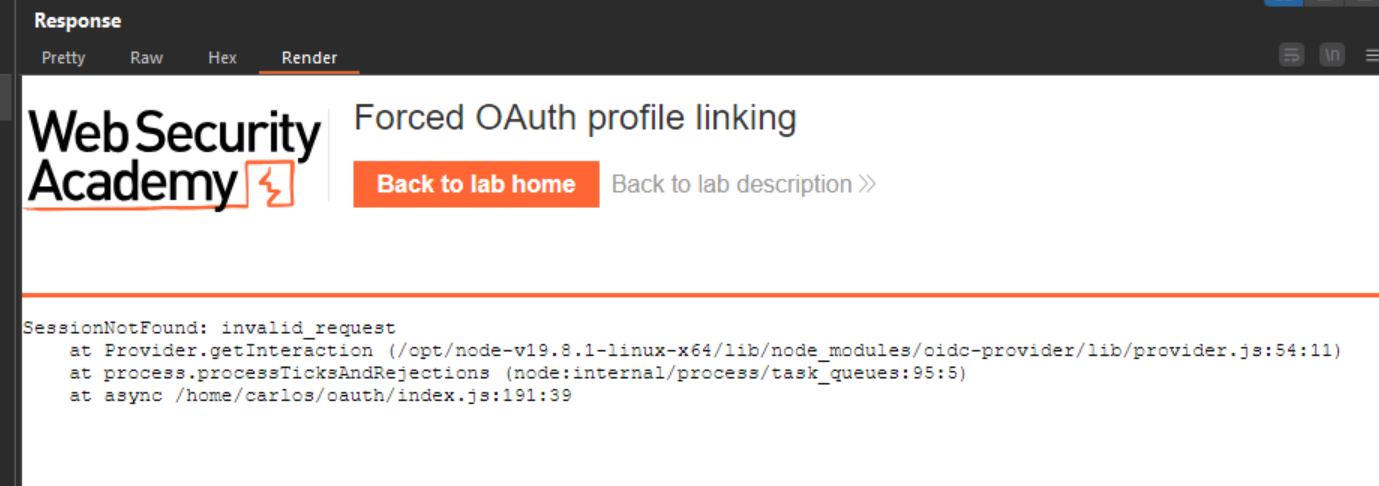 Response
Pretty Raw Hex Render
\n
Web Security
Academy
Forced OAuth profile linking
Back to lab home Back to lab description >>
SessionNotFound: invalid_request
at Provider.getInteraction (/opt/node-v19.8.1-linux-x64/lib/node_modules/oidc-provider/lib/provider.js:54:11)
at process.processTicksAndRejections (node:internal/process/task_queues:95:5)
at async /home/carlos/oauth/index.js:191:39